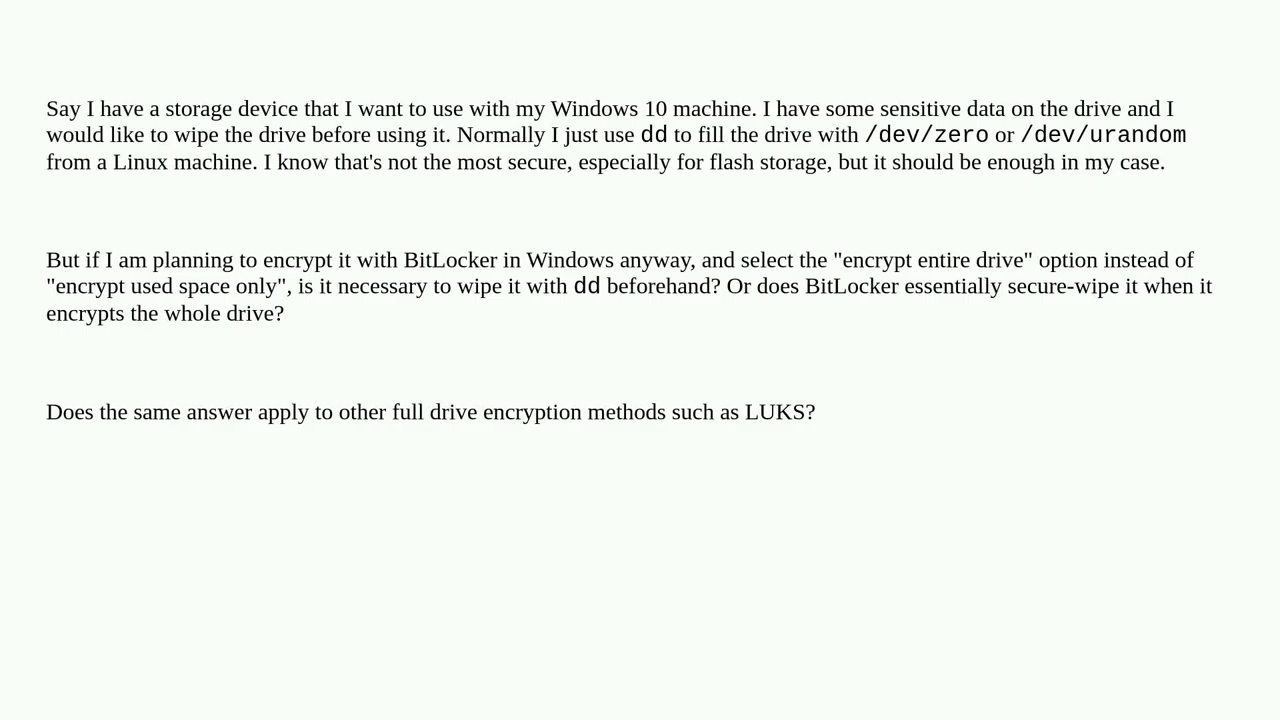 Say I have a storage device that I want to use with my Windows 10 machine. I have some sensitive data on the drive and I
would like to wipe the drive before using it. Normally I just use dd to fill the drive with /dev/zero or /dev/urandom
from a Linux machine. I know that's not the most secure, especially for flash storage, but it should be enough in my case.
But if I am planning to encrypt it with BitLocker in Windows anyway, and select the "encrypt entire drive" option instead of
"encrypt used space only", is it necessary to wipe it with dd beforehand? Or does BitLocker essentially secure-wipe it when it
encrypts the whole drive?
Does the same answer apply to other full drive encryption methods such as LUKS?